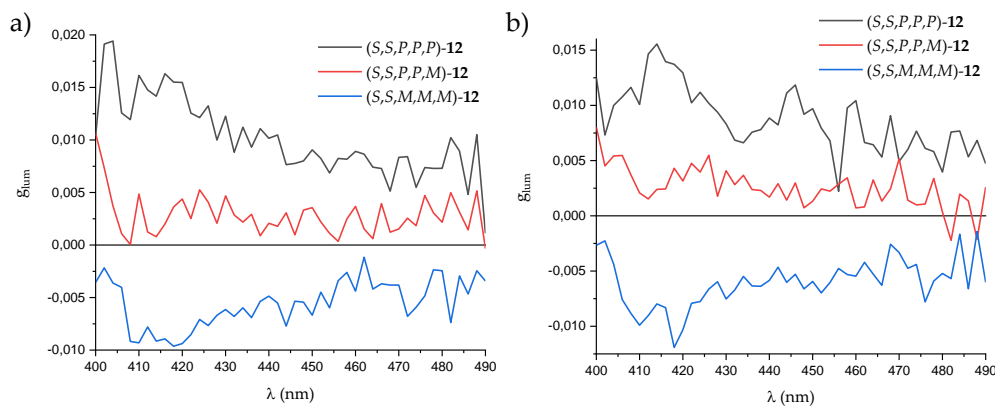 a)
(S,S,P,P,P)-12
(S,S,P,P,M)-12
(S,S,M,M,M)-12
0,020
0,015
0,010
0,005
0,000
-0,005
-0,010
glum
400 410 420 430 440 450 460 470 480 490
λ (nm)
b)
(S,S,P,P,P)-12
(S,S,P,P,M)-12
(S,S,M,M,M)-12
0,015
0,010
0,005
0,000
-0,005
-0,010
glum
400 410 420 430 440 450 460 470 480 490
λ (nm)